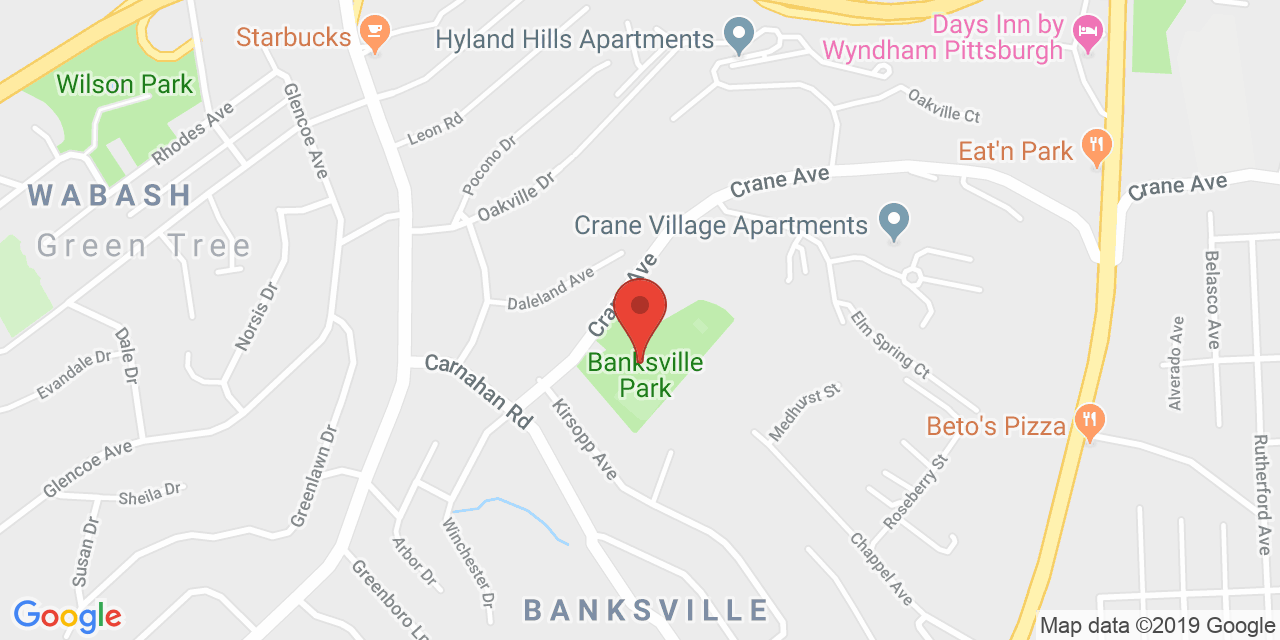 Starbucks
Hyland Hills Apartments
Days Inn by
Wyndham Pittsburgh
Wilson Park
Glencoe Ave
Rhodes Ave
Leon Rd
Oakville Ct
Pocono Dr
Eat'n Park
WABASH
Green Tree
Oakville Dr
Crane Ave
Crane Ave
Crane Village Apartments
Belasco Ave
Norsis Dr
Daleland Ave
Crane Ave
Dale Dr
Evandale Dr
Carnahan Rd
Banksville
Park
Elm Spring Ct
Alverado Ave
Medhurst St
Kirsopp Ave
Beto's Pizza
Glencoe Ave
Greenlawn Dr
Sheila Dr
Roseberry St
Rutherford Ave
Susan Dr
Arbor Dr
Winchester Dr
Greenboro Ln
Chappel Ave
BANKSVILLE
Google
Map data ©2019 Google